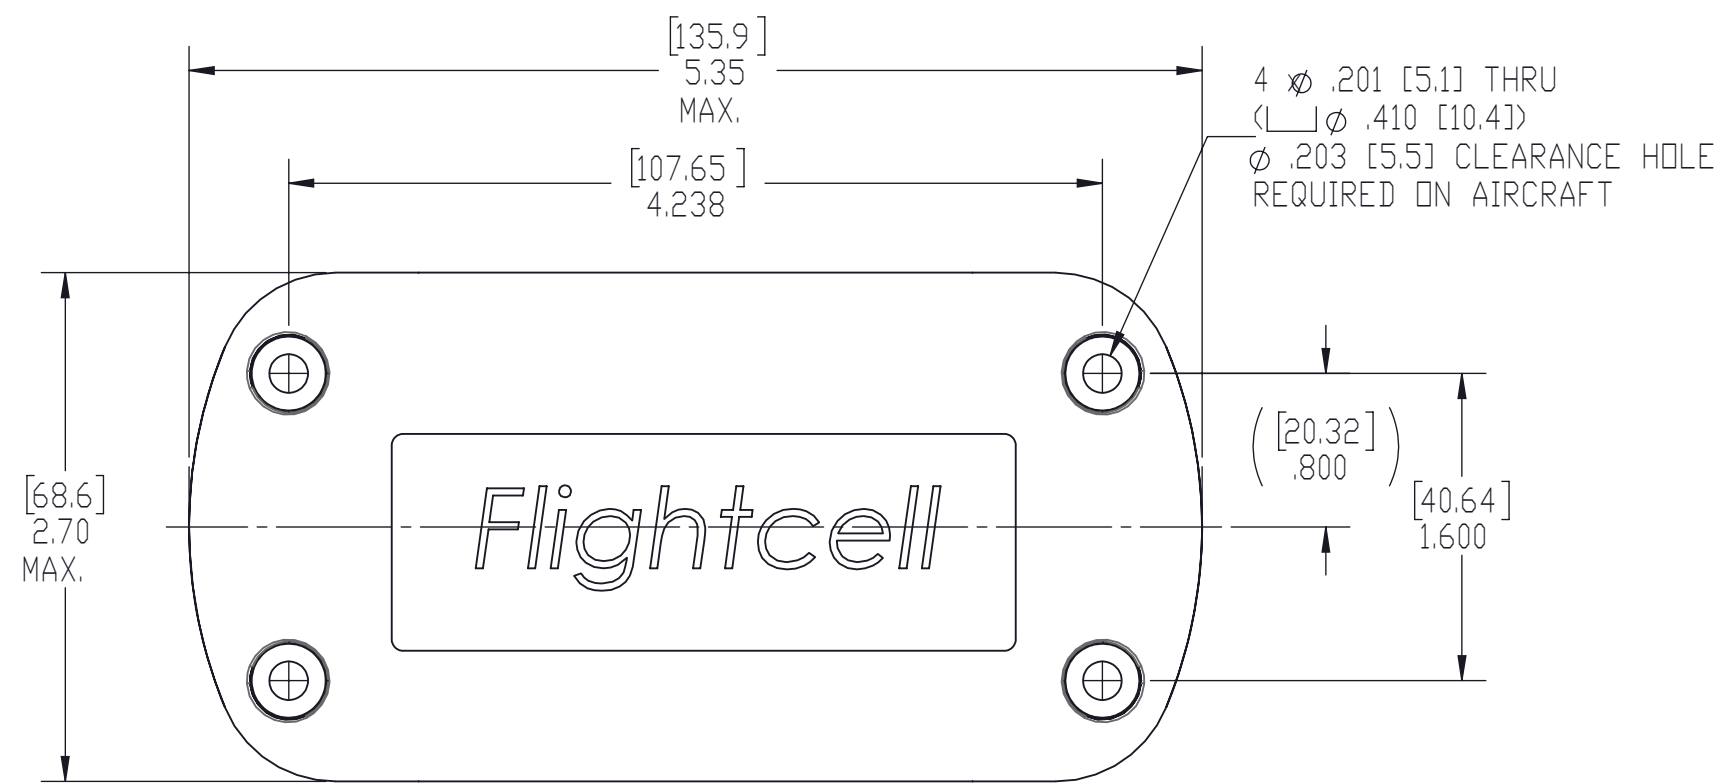 [135.9]
5.35
MAX.
4 x⌀ .201 [5.1] THRU
(⌴⌀ .410 [10.4])
⌀ .203 [5.5] CLEARANCE HOLE
REQUIRED ON AIRCRAFT
[107.65]
4.238
([20.32]
.800)
[68.6]
2.70
MAX.
Flightcell
[40.64]
1.600